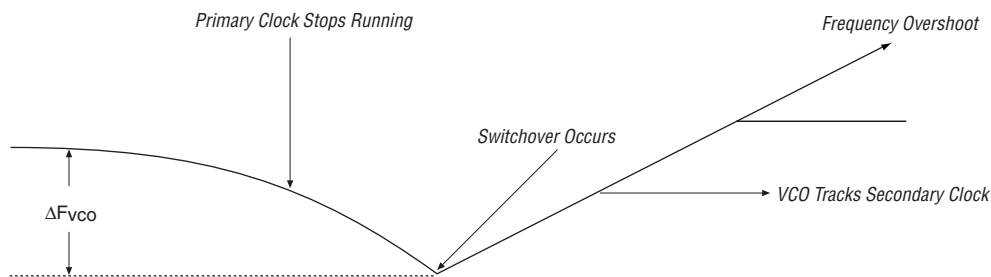 Primary Clock Stops Running
Frequency Overshoot
Switchover Occurs
VCO Tracks Secondary Clock
ΔFvco